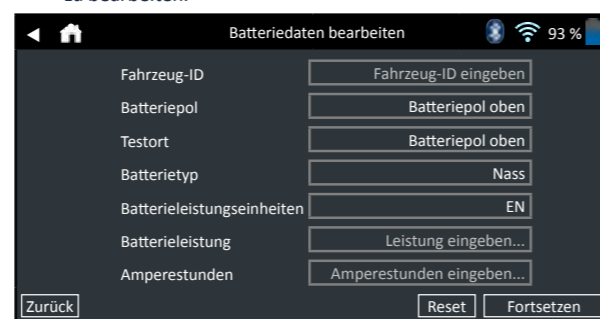 Batteriedaten bearbeiten 93 %
Fahrzeug-ID Fahrzeug-ID eingeben
Batteriepol Batteriepol oben
Testort Batteriepol oben
Batterietyp Nass
Batterieleistungseinheiten EN
Batterieleistung Leistung eingeben...
Amperestunden Amperestunden eingeben...
Zurück Reset Fortsetzen